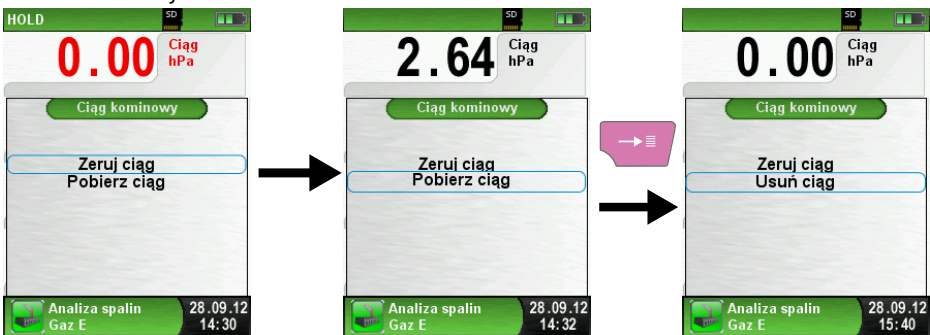 HOLD
SD
0.00
Ciąg
hPa
Ciąg kominowy
Zeruj ciąg
Pobierz ciąg
Analiza spalin
Gaz E
28.09.12
14:30
SD
2.64
Ciąg
hPa
Ciąg kominowy
Zeruj ciąg
Pobierz ciąg
Analiza spalin
Gaz E
28.09.12
14:32
SD
0.00
Ciąg
hPa
Ciąg kominowy
Zeruj ciąg
Usuń ciąg
Analiza spalin
Gaz E
28.09.12
15:40